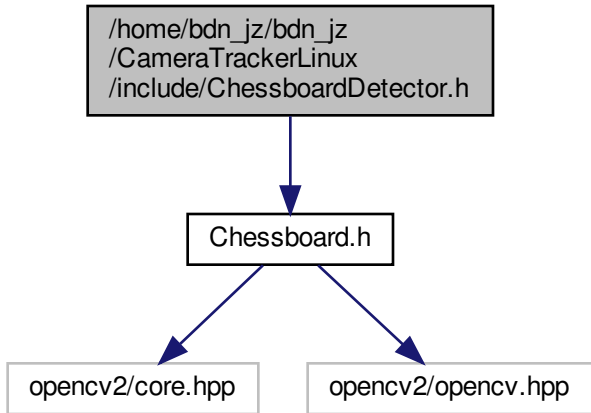 /home/bdn_jz/bdn_jz
/CameraTrackerLinux
/include/ChessboardDetector.h
Chessboard.h
opencv2/core.hpp
opencv2/opencv.hpp